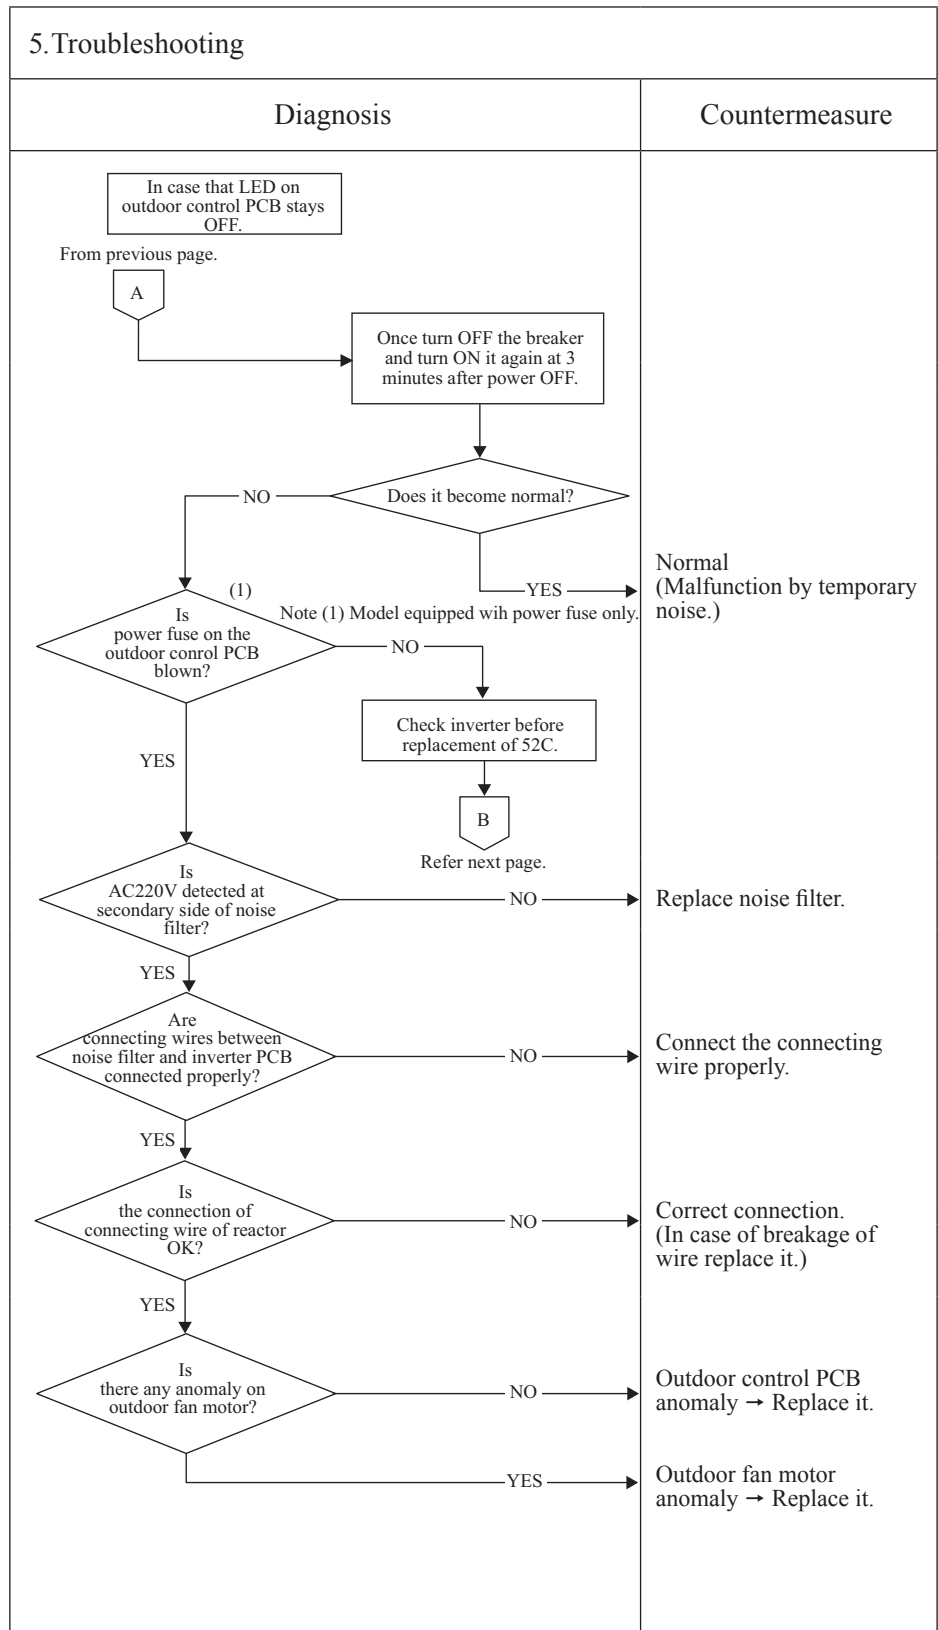 5.Troubleshooting
Diagnosis
Countermeasure
In case that LED on
outdoor control PCB stays
OFF.
From previous page.
A
Once turn OFF the breaker
and turn ON it again at 3
minutes after power OFF.
Does it become normal?
NO
YES
Normal
(Malfunction by temporary
noise.)
(1)
Note (1) Model equipped wih power fuse only.
Is
power fuse on the
outdoor conrol PCB
blown?
NO
Check inverter before
replacement of 52C.
B
Refer next page.
YES
Is
AC220V detected at
secondary side of noise
filter?
NO
Replace noise filter.
YES
Are
connecting wires between
noise filter and inverter PCB
connected properly?
NO
Connect the connecting
wire properly.
YES
Is
the connection of
connecting wire of reactor
OK?
NO
Correct connection.
(In case of breakage of
wire replace it.)
YES
Is
there any anomaly on
outdoor fan motor?
NO
Outdoor control PCB
anomaly → Replace it.
YES
Outdoor fan motor
anomaly → Replace it.